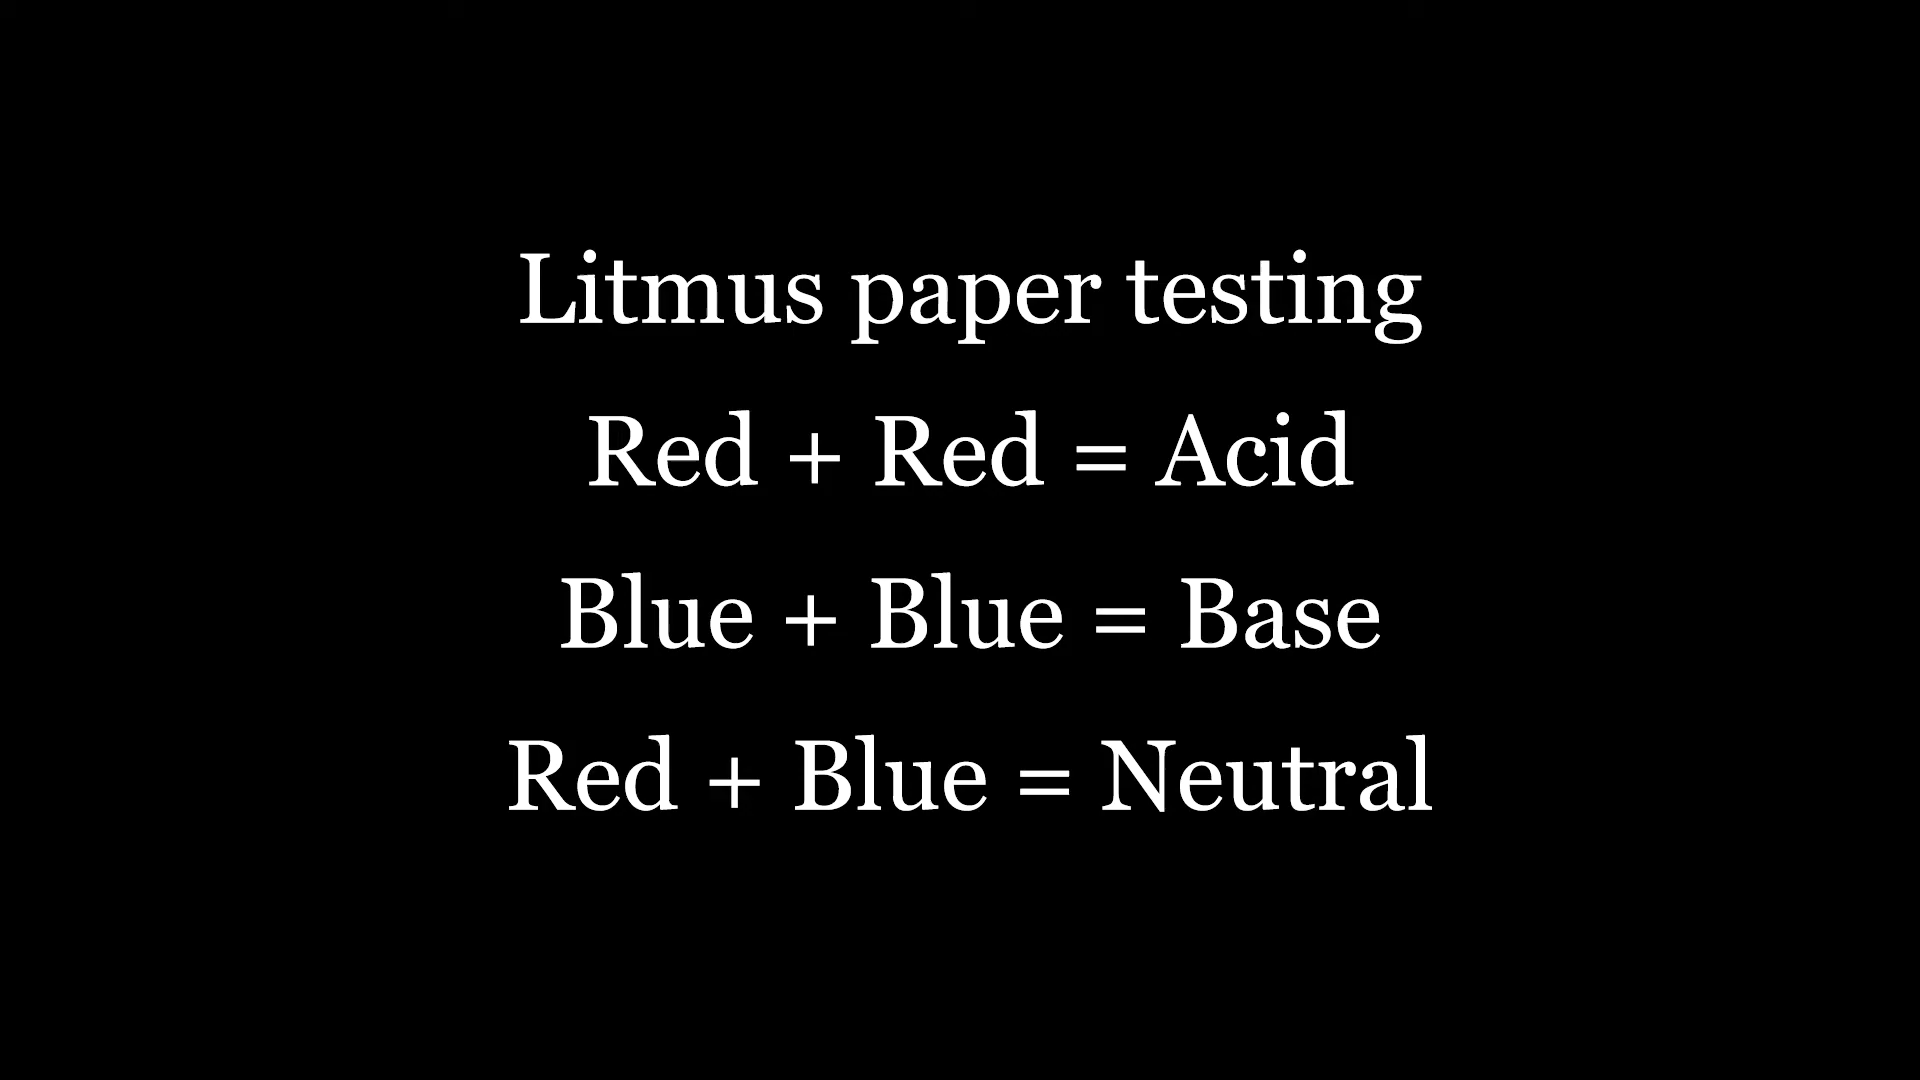 Litmus paper testing
Red + Red = Acid
Blue + Blue = Base
Red + Blue = Neutral